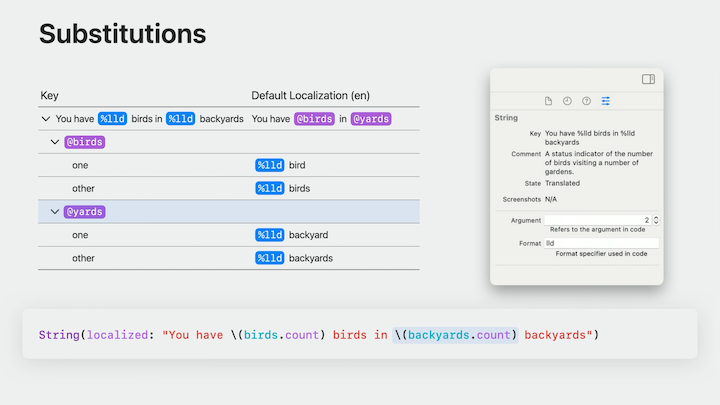 Substitutions
Key Default Localization (en)
You have %lld birds in %lld backyards You have @birds in @yards
@birds
one %lld bird
other %lld birds
@yards
one %lld backyard
other %lld backyards
String
Key You have %lld birds in %lld
backyards
Comment A status indicator of the number
of birds visiting a number of
gardens.
State Translated
Screenshots N/A
Argument 2
Refers to the argument in code
Format lld
Format specifier used in code
String(localized: "You have \(birds.count) birds in \(backyards.count) backyards")